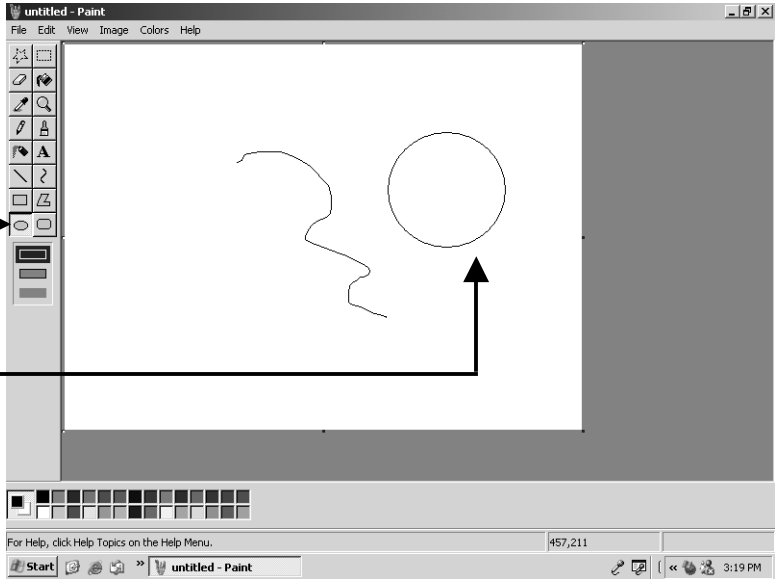 untitled - Paint
File Edit View Image Colors Help
A
For Help, click Help Topics on the Help Menu.
457,211
Start
»
untitled - Paint
«
3:19 PM